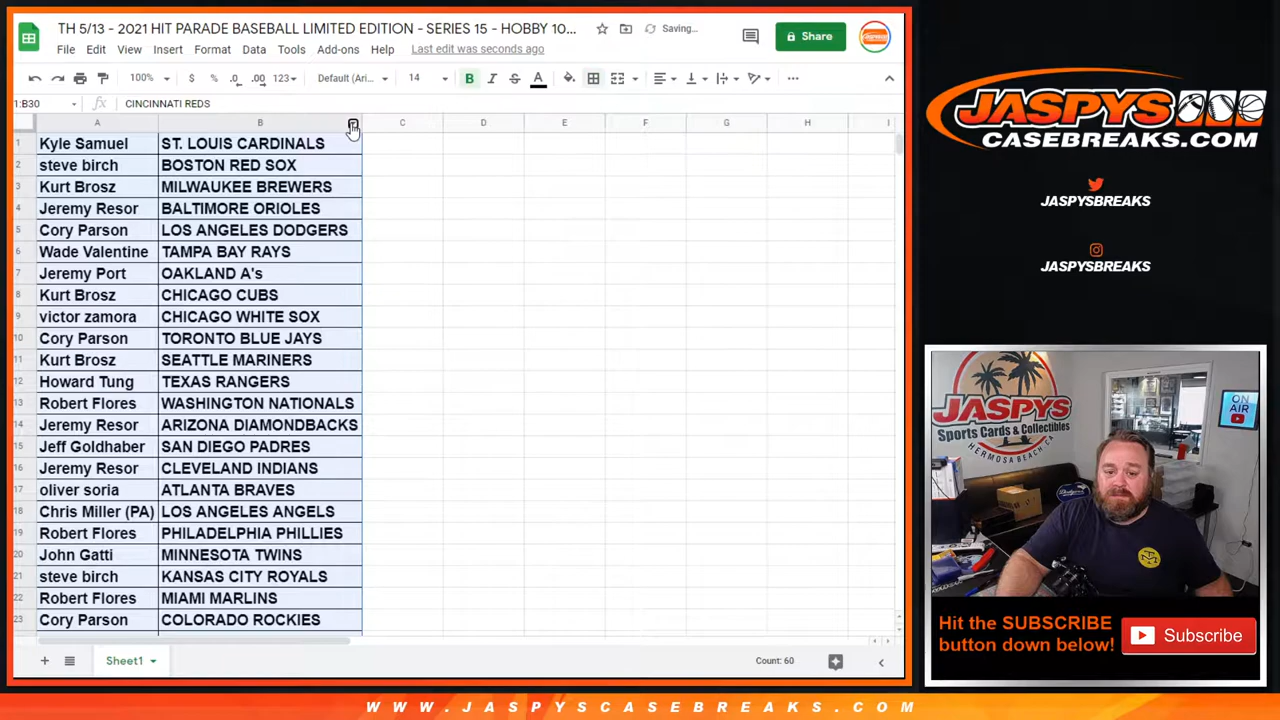 TH 5/13 - 2021 HIT PARADE BASEBALL LIMITED EDITION - SERIES 15 - HOBBY 10...
Saving...
Share
File Edit View Insert Format Data Tools Add-ons Help Last edit was seconds ago
100% $ % .0 .00 123 Default (Ari... 14 B I S A
1:B30 fx CINCINNATI REDS
A B C D E F G H I
1 Kyle Samuel ST. LOUIS CARDINALS
2 steve birch BOSTON RED SOX
3 Kurt Brosz MILWAUKEE BREWERS
4 Jeremy Resor BALTIMORE ORIOLES
5 Cory Parson LOS ANGELES DODGERS
6 Wade Valentine TAMPA BAY RAYS
7 Jeremy Port OAKLAND A's
8 Kurt Brosz CHICAGO CUBS
9 victor zamora CHICAGO WHITE SOX
10 Cory Parson TORONTO BLUE JAYS
11 Kurt Brosz SEATTLE MARINERS
12 Howard Tung TEXAS RANGERS
13 Robert Flores WASHINGTON NATIONALS
14 Jeremy Resor ARIZONA DIAMONDBACKS
15 Jeff Goldhaber SAN DIEGO PADRES
16 Jeremy Resor CLEVELAND INDIANS
17 oliver soria ATLANTA BRAVES
18 Chris Miller (PA) LOS ANGELES ANGELS
19 Robert Flores PHILADELPHIA PHILLIES
20 John Gatti MINNESOTA TWINS
21 steve birch KANSAS CITY ROYALS
22 Robert Flores MIAMI MARLINS
23 Cory Parson COLORADO ROCKIES
Sheet1
Count: 60
JASPYS
CASEBREAKS.COM
JASPYSBREAKS
JASPYSBREAKS
JASPYS
Sports Cards & Collectibles
HERMOSA BEACH CA
ON
AIR
Hit the SUBSCRIBE
button down below!
Subscribe
WWW.JASPYSCASEBREAKS.COM